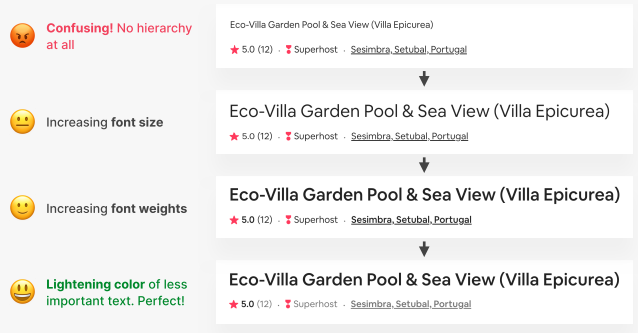 Confusing! No hierarchy
at all
Eco-Villa Garden Pool & Sea View (Villa Epicurea)
5.0 (12) · Superhost · Sesimbra, Setubal, Portugal
Increasing font size
Eco-Villa Garden Pool & Sea View (Villa Epicurea)
5.0 (12) · Superhost · Sesimbra, Setubal, Portugal
Increasing font weights
Eco-Villa Garden Pool & Sea View (Villa Epicurea)
5.0 (12) · Superhost · Sesimbra, Setubal, Portugal
Lightening color of less
important text. Perfect!
Eco-Villa Garden Pool & Sea View (Villa Epicurea)
5.0 (12) · Superhost · Sesimbra, Setubal, Portugal